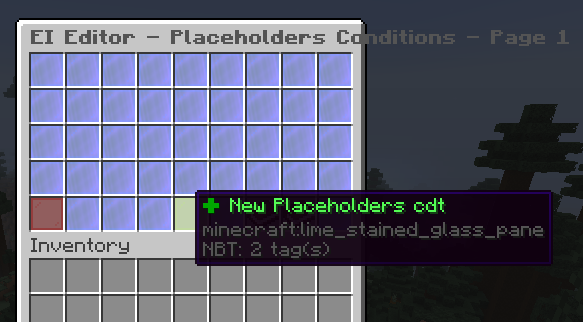 EI Editor - Placeholders Conditions - Page 1
✚ New Placeholders cdt
minecraft:lime_stained_glass_pane
NBT: 2 tag(s)
Inventory